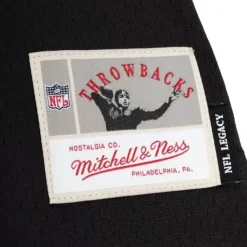 THROWBACKS
NFL
NOSTALGIA CO.
Mitchell & Ness
PHILADELPHIA, PA.
NFL LEGACY